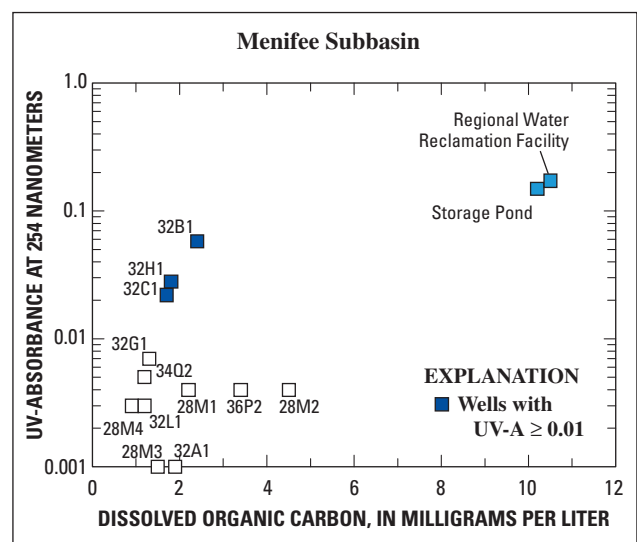 Menifee Subbasin
UV-ABSORBANCE AT 254 NANOMETERS
1.0
0.1
0.01
0.001
Regional Water
Reclamation Facility
Storage Pond
32B1
32H1
32C1
32G1
34Q2
28M1
36P2
28M2
28M4
32L1
28M3
32A1
EXPLANATION
Wells with
UV-A ≥ 0.01
0 2 4 6 8 10 12
DISSOLVED ORGANIC CARBON, IN MILLIGRAMS PER LITER